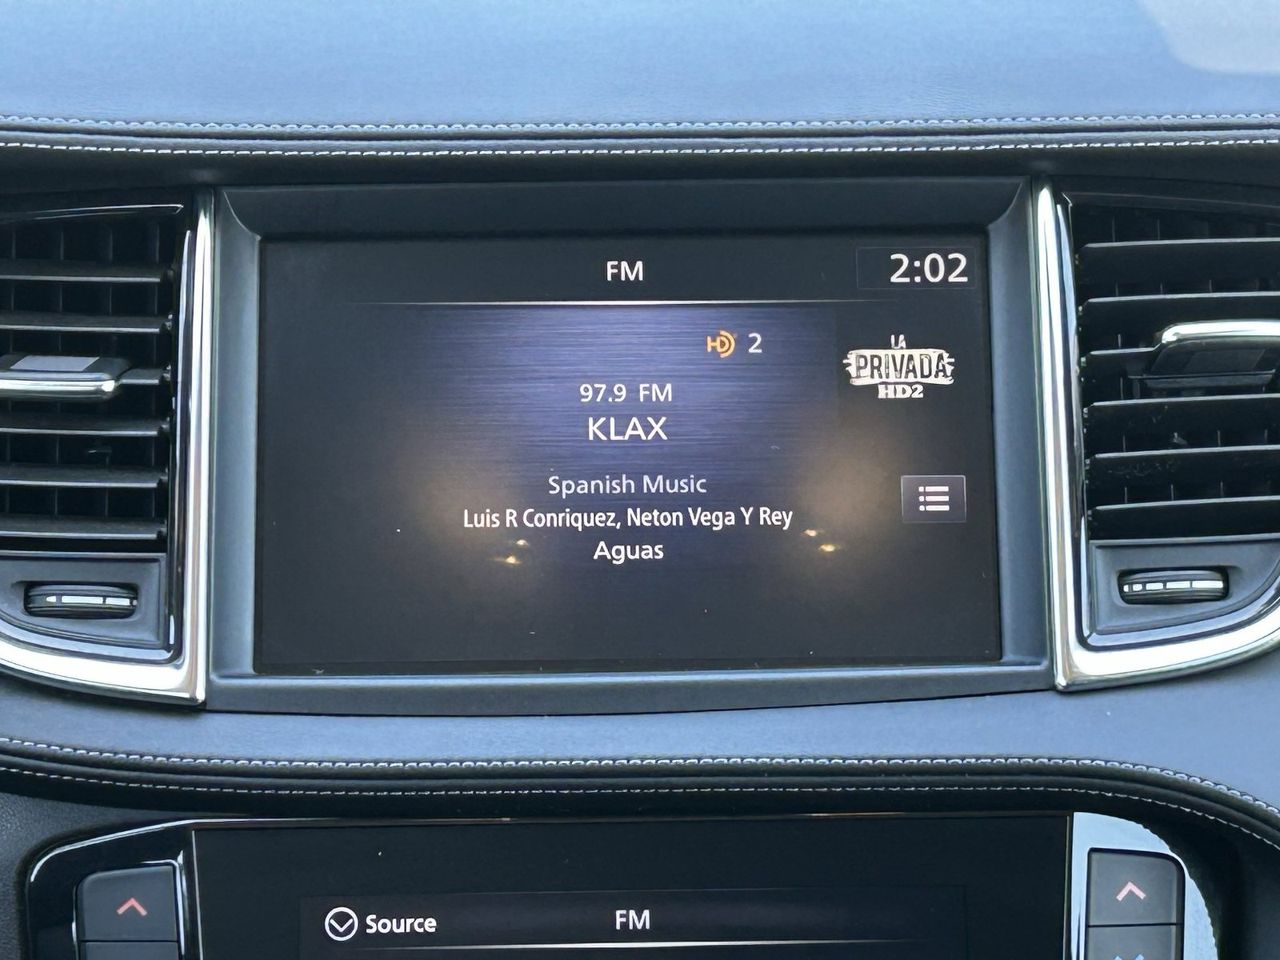 FM
2:02
HD 2
LA
PRIVADA
HD2
97.9 FM
KLAX
Spanish Music
Luis R Conriquez, Neton Vega Y Rey
Aguas
Source
FM